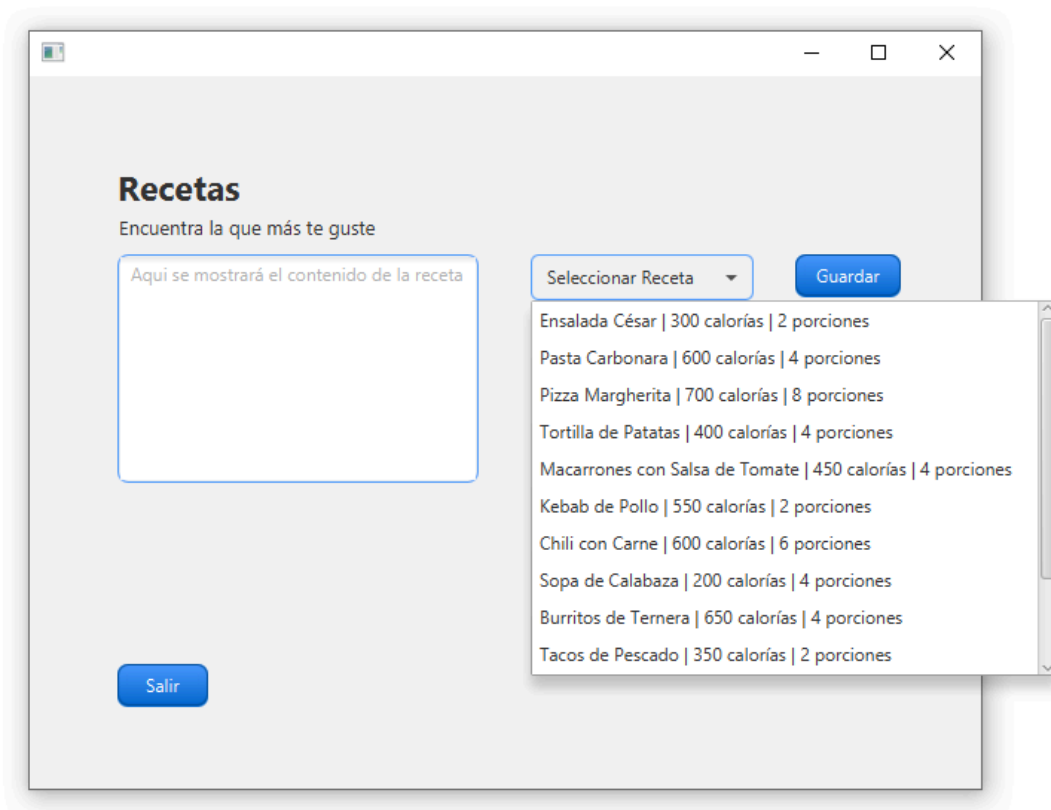 Recetas
Encuentra la que más te guste
Aqui se mostrará el contenido de la receta
Seleccionar Receta
Guardar
Ensalada César | 300 calorías | 2 porciones
Pasta Carbonara | 600 calorías | 4 porciones
Pizza Margherita | 700 calorías | 8 porciones
Tortilla de Patatas | 400 calorías | 4 porciones
Macarrones con Salsa de Tomate | 450 calorías | 4 porciones
Kebab de Pollo | 550 calorías | 2 porciones
Chili con Carne | 600 calorías | 6 porciones
Sopa de Calabaza | 200 calorías | 4 porciones
Burritos de Ternera | 650 calorías | 4 porciones
Tacos de Pescado | 350 calorías | 2 porciones
Salir